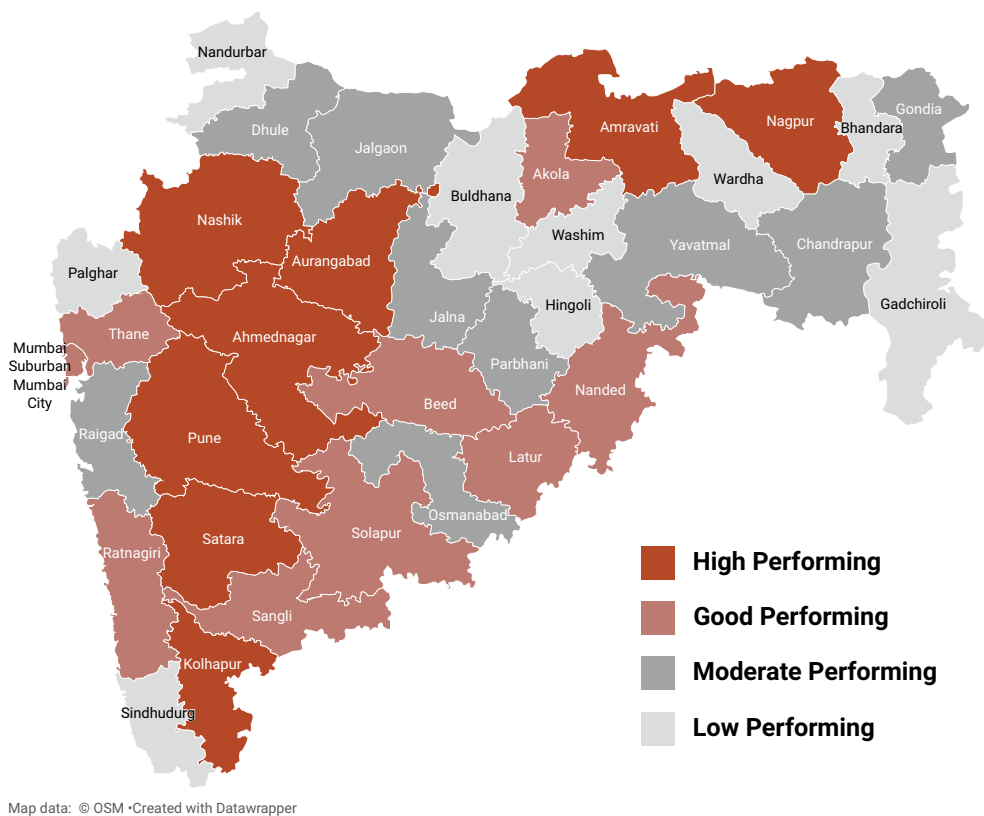 Nandurbar
Dhule
Jalgaon
Amravati
Nagpur
Bhandara
Gondia
Akola
Buldhana
Wardha
Nashik
Washim
Yavatmal
Chandrapur
Aurangabad
Palghar
Hingoli
Gadchiroli
Jalna
Thane
Ahmednagar
Mumbai
Suburban
Mumbai
City
Parbhani
Nanded
Beed
Raigad
Pune
Latur
Osmanabad
Solapur
Satara
Ratnagiri
Sangli
Kolhapur
Sindhudurg
High Performing
Good Performing
Moderate Performing
Low Performing
Map data: © OSM •Created with Datawrapper